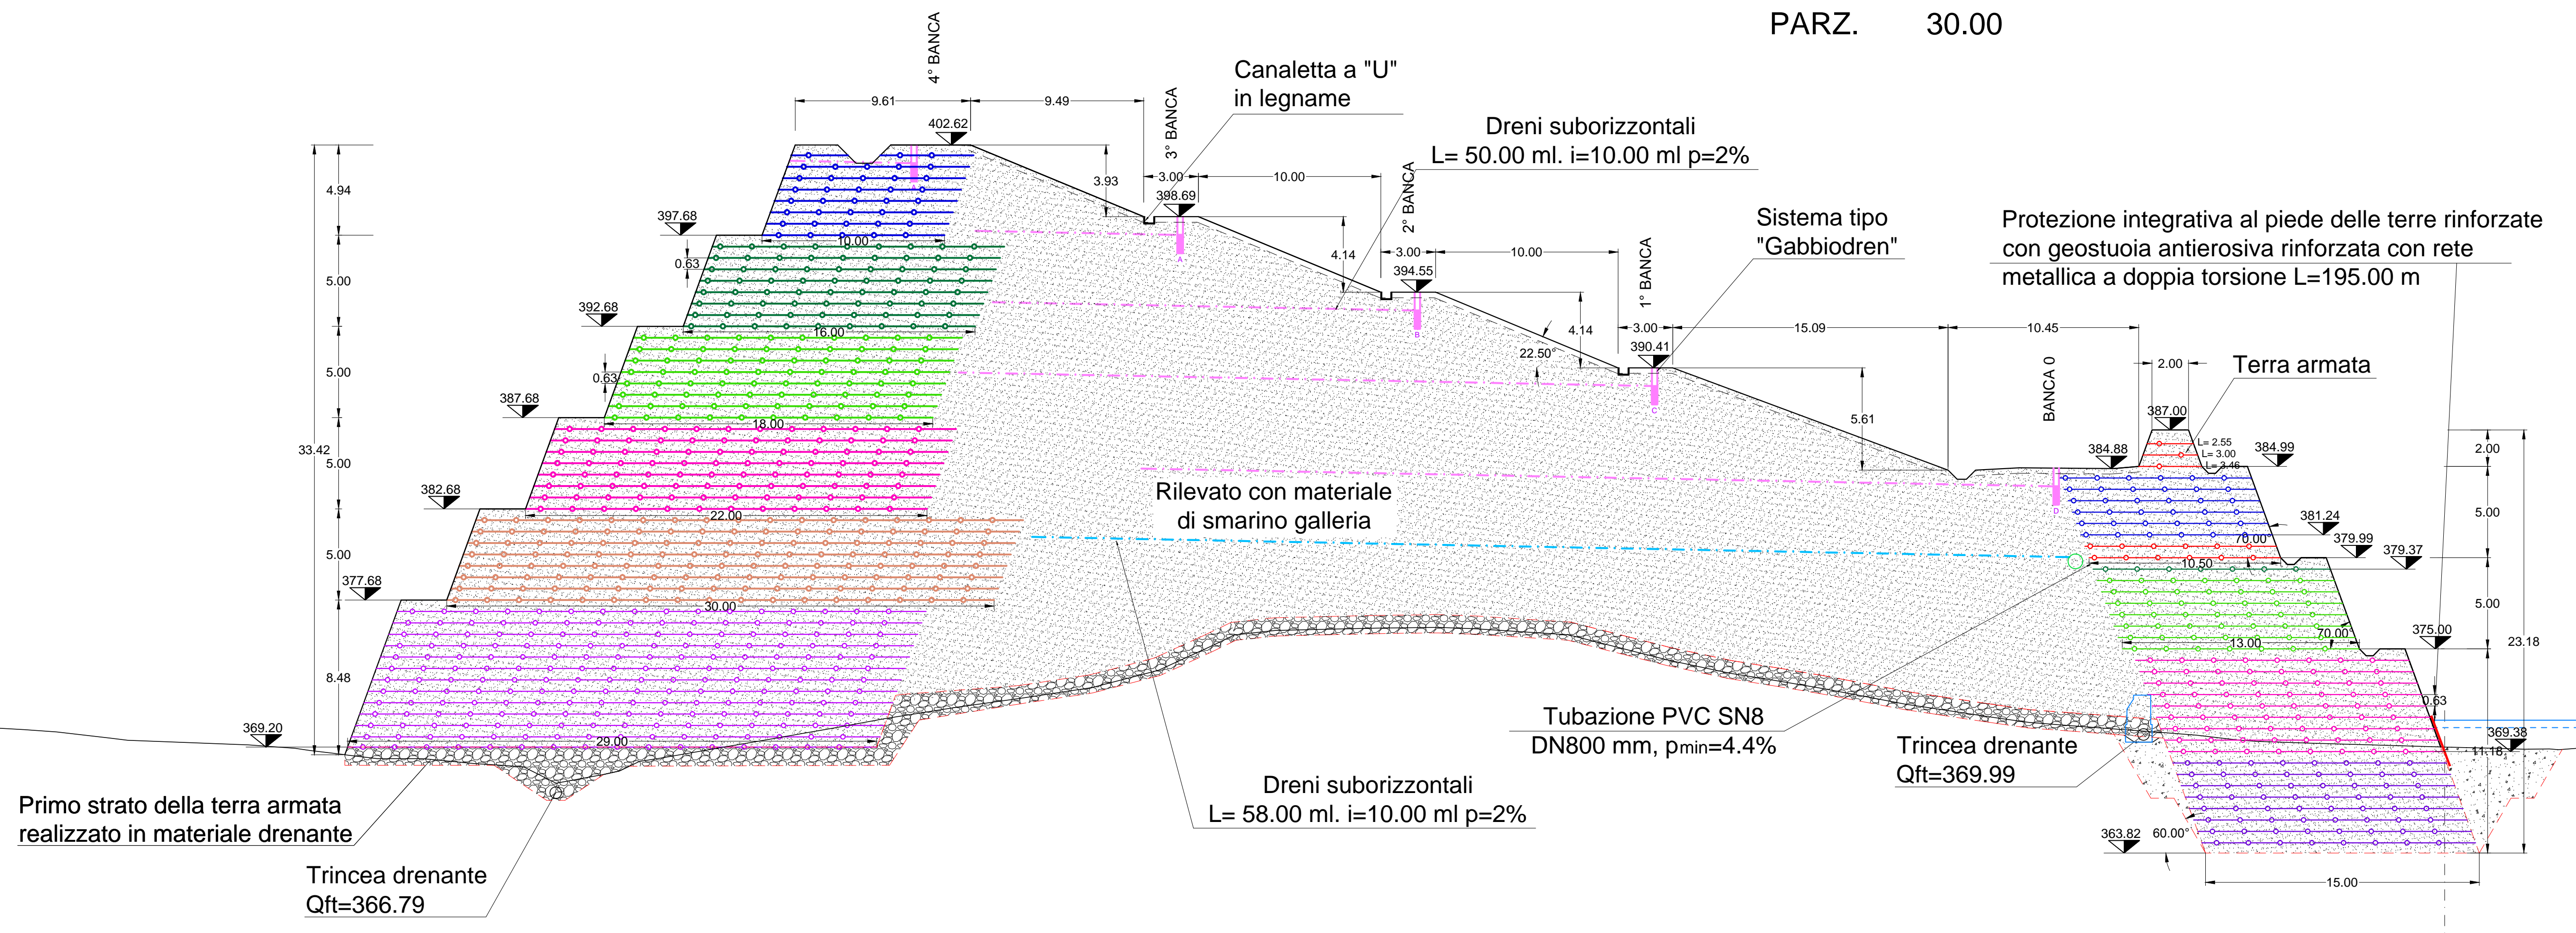 PARZ. 30.00
4° BANCA
Canaletta a "U"
in legname
9.61
9.49
3° BANCA
402.62
Dreni suborizzontali
L= 50.00 ml. i=10.00 ml p=2%
4.94
3.93
3.00
10.00
2° BANCA
398.69
A
A
397.68
10.00
Sistema tipo
"Gabbiodren"
Protezione integrativa al piede delle terre rinforzate
con geostuoia antierosiva rinforzata con rete
metallica a doppia torsione L=195.00 m
0.63
4.14
3.00
10.00
1° BANCA
394.55
5.00
392.68
16.00
B
22.50°
4.14
3.00
15.09
10.45
390.41
BANCA 0
2.00
Terra armata
0.63
5.00
387.68
18.00
C
5.61
387.00
L= 2.55
L= 3.00
L= 3.46
384.88
384.99
2.00
33.42
5.00
382.68
22.00
Rilevato con materiale
di smarino galleria
D
381.24
5.00
70.00°
379.99
379.37
10.50
5.00
377.68
30.00
5.00
70.00°
375.00
13.00
23.18
8.48
0.63
369.20
29.00
Tubazione PVC SN8
DN800 mm, pmin=4.4%
Trincea drenante
Qft=369.99
369.38
11.18
Dreni suborizzontali
L= 58.00 ml. i=10.00 ml p=2%
Primo strato della terra armata
realizzato in materiale drenante
363.82
60.00°
Trincea drenante
Qft=366.79
15.00